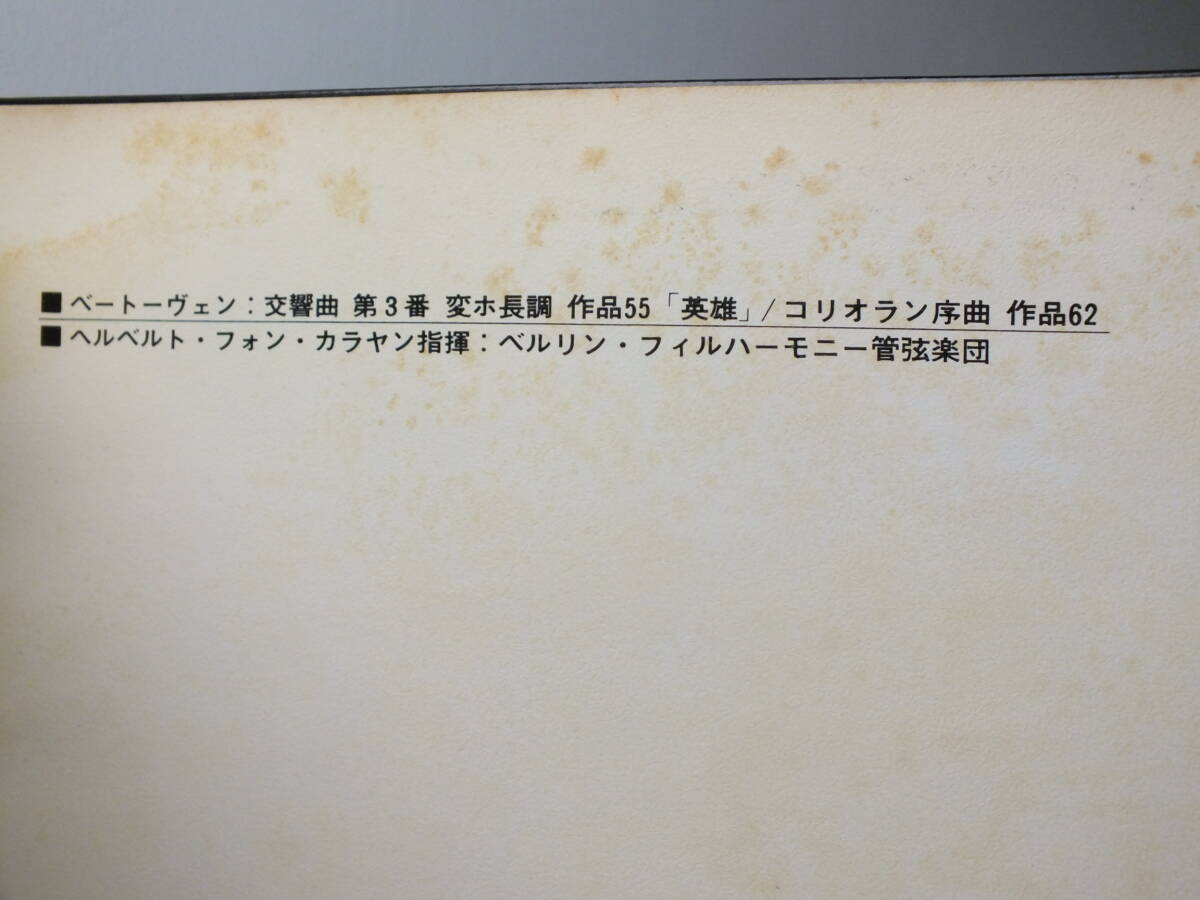 ■ ベートーヴェン: 交響曲 第3番 変ホ長調 作品55「英雄」/コリオラン序曲 作品62
■ ヘルベルト・フォン・カラヤン指揮: ベルリン・フィルハーモニー管弦楽団